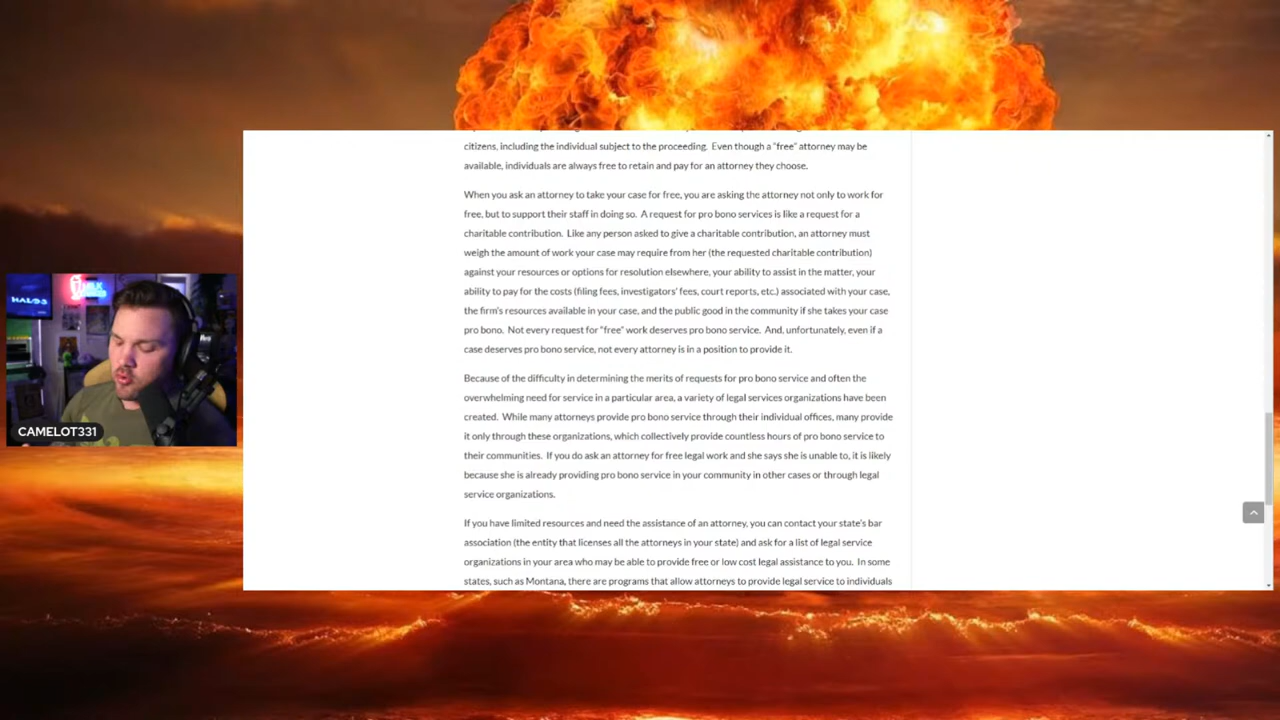 citizens, including the individual subject to the proceeding. Even though a "free" attorney may be
available, individuals are always free to retain and pay for an attorney they choose.
When you ask an attorney to take your case for free, you are asking the attorney not only to work for
free, but to support their staff in doing so. A request for pro bono services is like a request for a
charitable contribution. Like any person asked to give a charitable contribution, an attorney must
weigh the amount of work your case may require from her (the requested charitable contribution)
against your resources or options for resolution elsewhere, your ability to assist in the matter, your
ability to pay for the costs (filing fees, investigators' fees, court reports, etc.) associated with your case,
the firm's resources available in your case, and the public good in the community if she takes your case
pro bono. Not every request for "free" work deserves pro bono service. And, unfortunately, even if a
case deserves pro bono service, not every attorney is in a position to provide it.
Because of the difficulty in determining the merits of requests for pro bono service and often the
overwhelming need for service in a particular area, a variety of legal services organizations have been
created. While many attorneys provide pro bono service through their individual offices, many provide
it only through these organizations, which collectively provide countless hours of pro bono service to
their communities. If you do ask an attorney for free legal work and she says she is unable to, it is likely
because she is already providing pro bono service in your community in other cases or through legal
service organizations.
If you have limited resources and need the assistance of an attorney, you can contact your state's bar
association (the entity that licenses all the attorneys in your state) and ask for a list of legal service
organizations in your area who may be able to provide free or low cost legal assistance to you. In some
states, such as Montana, there are programs that allow attorneys to provide legal service to individuals
HALO 3
CAMELOT331